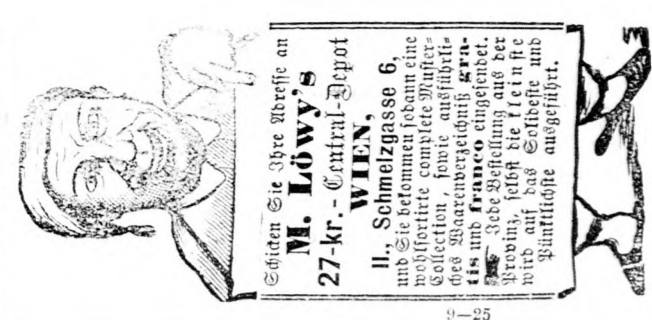 Schicken Sie Ihre Adresse an
M. Löwy's
27-kr.-Central-Depot
WIEN,
II., Schmelzgasse 6,
und Sie bekommen sodann eine
wohlsortirte complete Muster-
Collection, sowie ausführli-
ches Waarenverzeichniß gra-
tis und franco eingesendet.
Jede Bestellung aus der
Provinz, selbst die kleinste
wird auf das Solideste und
Pünktlichste ausgeführt.
9—25